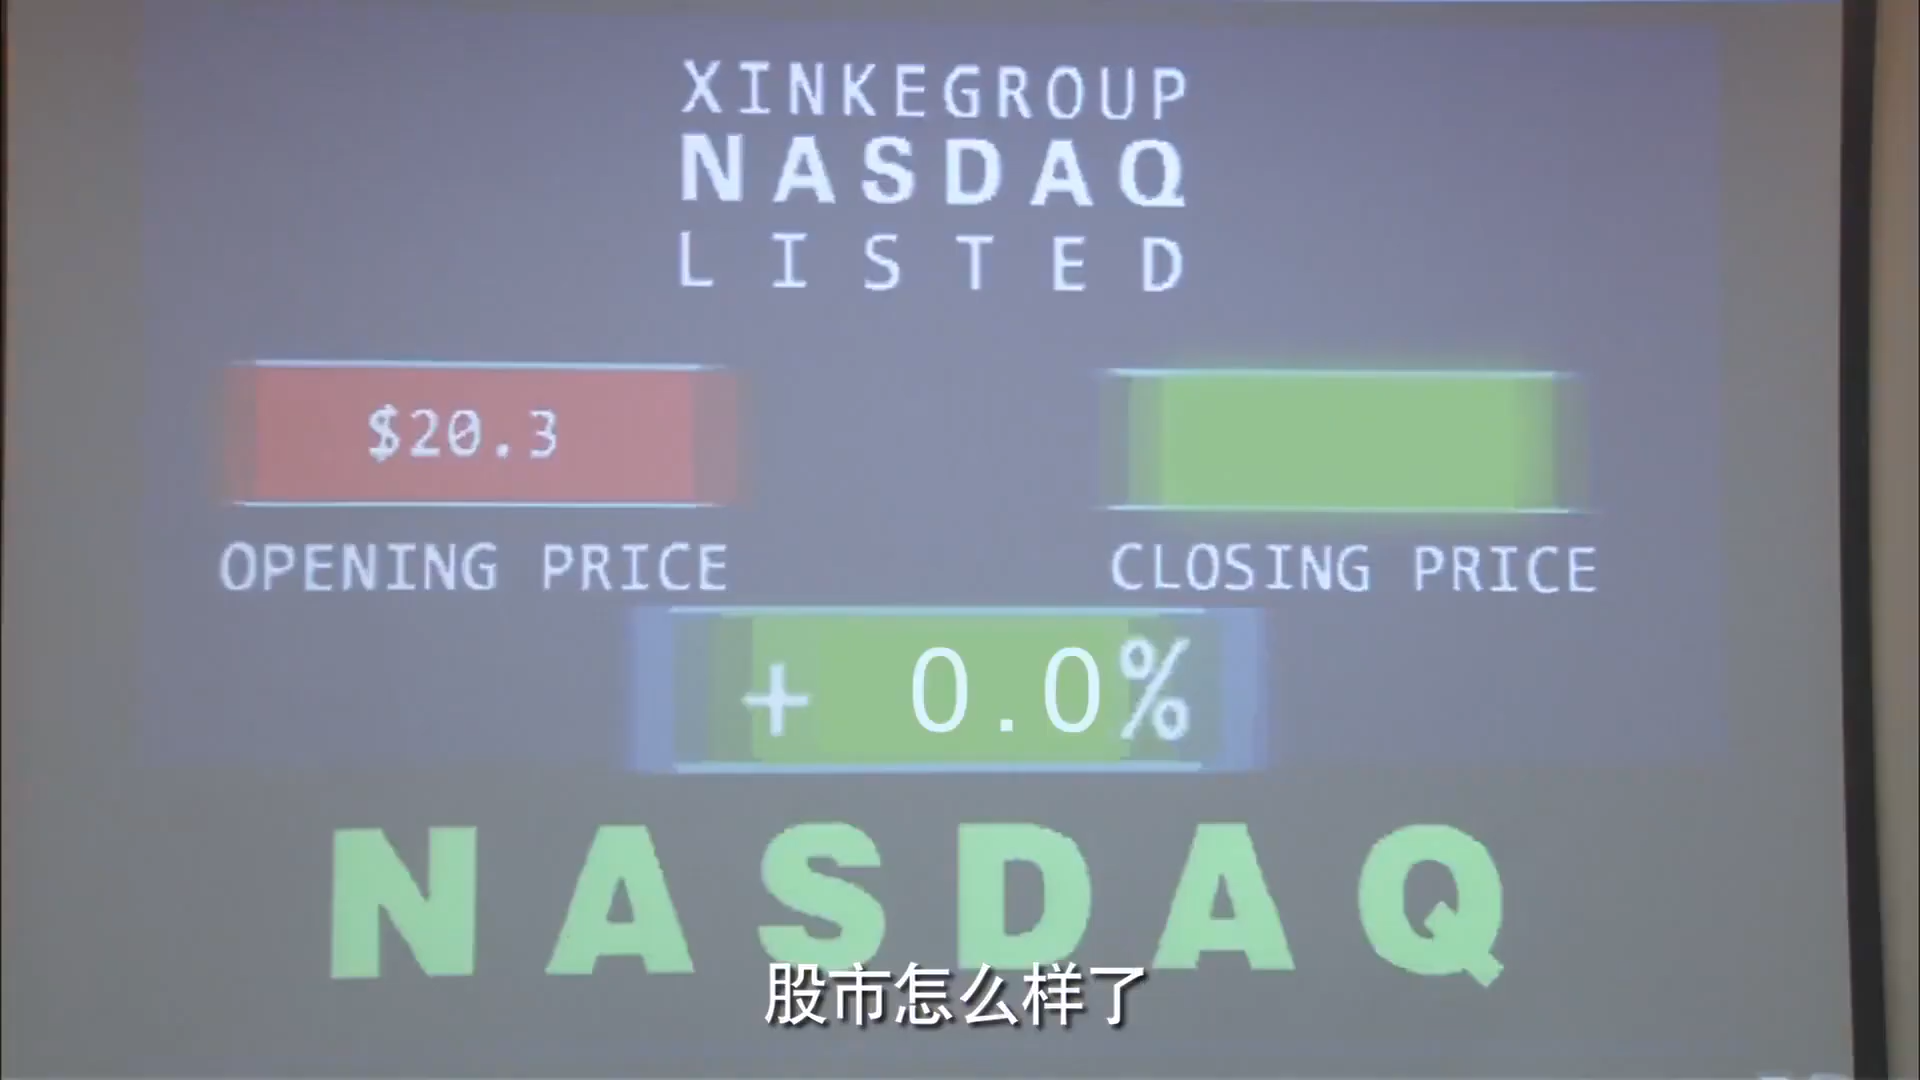 XINKEGROUP
NASDAQ
LISTED
$20.3
OPENING PRICE
CLOSING PRICE
+ 0.0%
NASDAQ
股市怎么样了